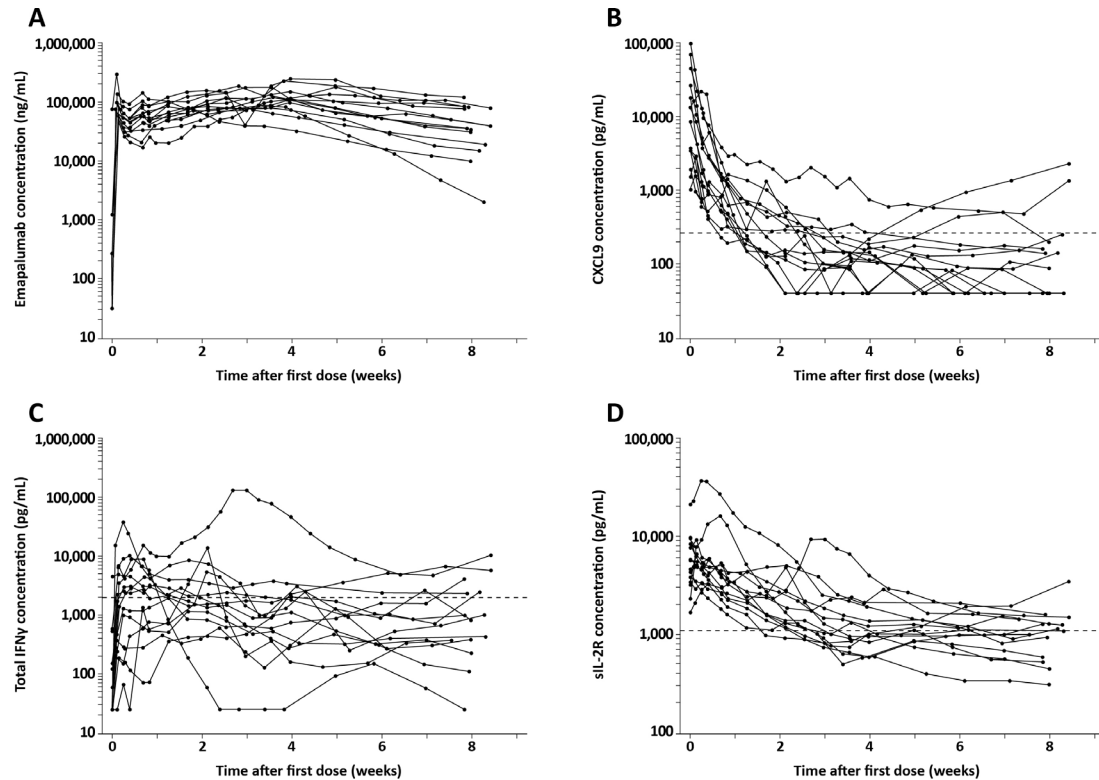 A
Emapalumab concentration (ng/mL)
1,000,000
100,000
10,000
1,000
100
10
0 2 4 6 8
Time after first dose (weeks)
B
CXCL9 concentration (pg/mL)
100,000
10,000
1,000
100
10
0 2 4 6 8
Time after first dose (weeks)
C
Total IFNγ concentration (pg/mL)
1,000,000
100,000
10,000
1,000
100
10
0 2 4 6 8
Time after first dose (weeks)
D
sIL-2R concentration (pg/mL)
100,000
10,000
1,000
100
0 2 4 6 8
Time after first dose (weeks)